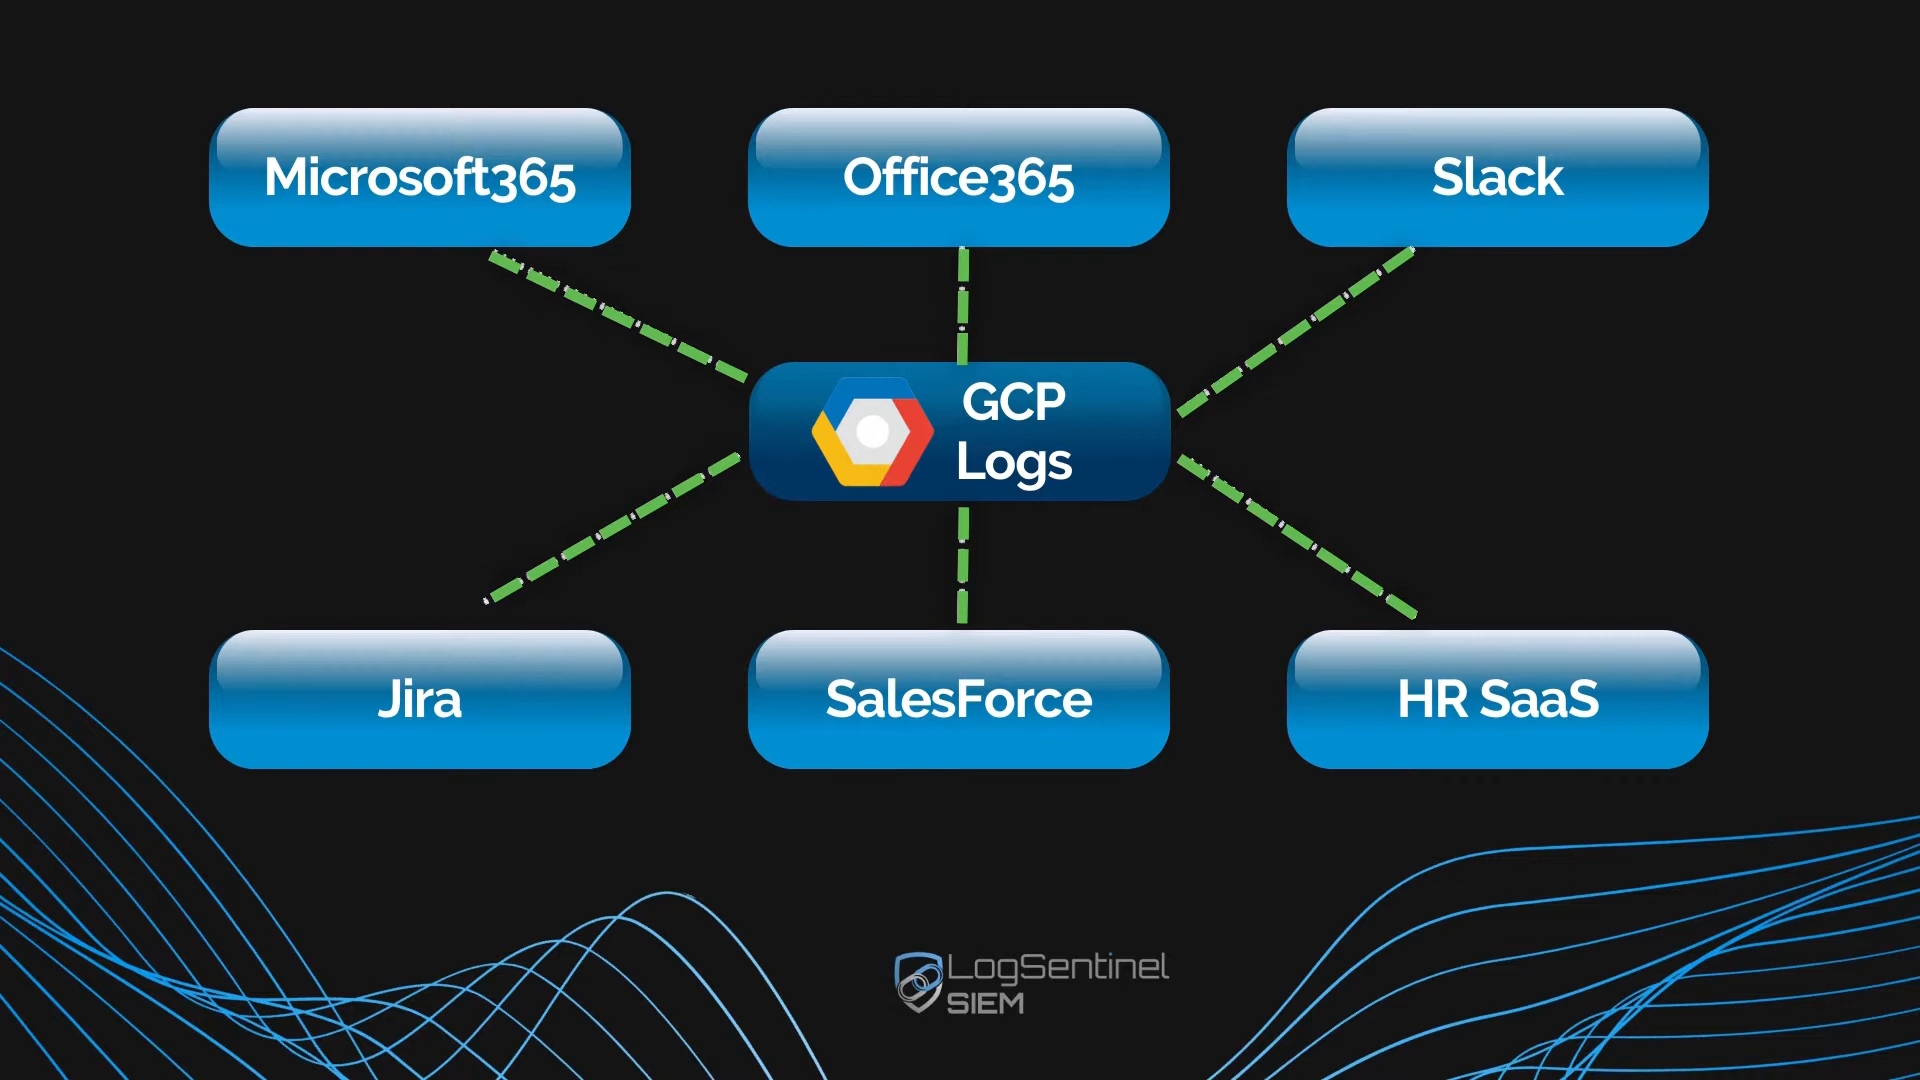 Microsoft365
Office365
Slack
GCP
Logs
Jira
SalesForce
HR SaaS
LogSentinel
SIEM